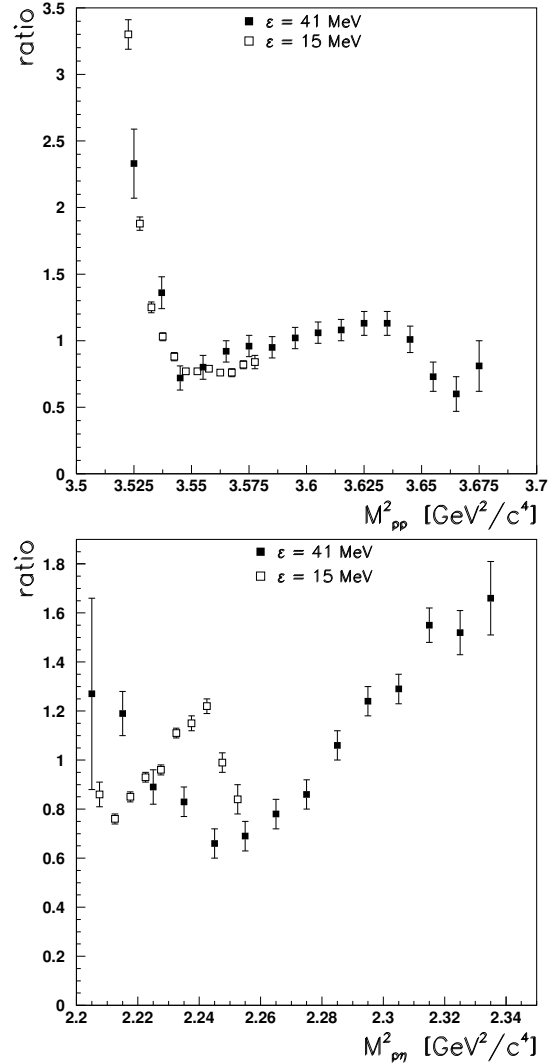 ratio
3.5
3
2.5
2
1.5
1
0.5
0
■ ε = 41 MeV
□ ε = 15 MeV
3.5 3.525 3.55 3.575 3.6 3.625 3.65 3.675 3.7
M²pp [GeV²/c⁴]
ratio
1.8
1.6
1.4
1.2
1
0.8
0.6
0.4
0.2
0
■ ε = 41 MeV
□ ε = 15 MeV
2.2 2.22 2.24 2.26 2.28 2.3 2.32 2.34
M²pη [GeV²/c⁴]